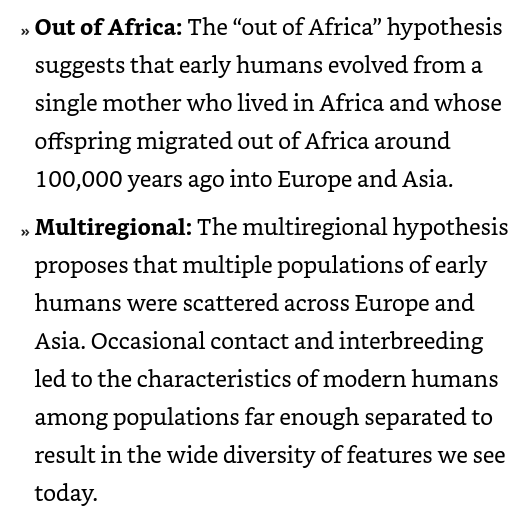 » Out of Africa: The “out of Africa” hypothesis
suggests that early humans evolved from a
single mother who lived in Africa and whose
offspring migrated out of Africa around
100,000 years ago into Europe and Asia.
» Multiregional: The multiregional hypothesis
proposes that multiple populations of early
humans were scattered across Europe and
Asia. Occasional contact and interbreeding
led to the characteristics of modern humans
among populations far enough separated to
result in the wide diversity of features we see
today.